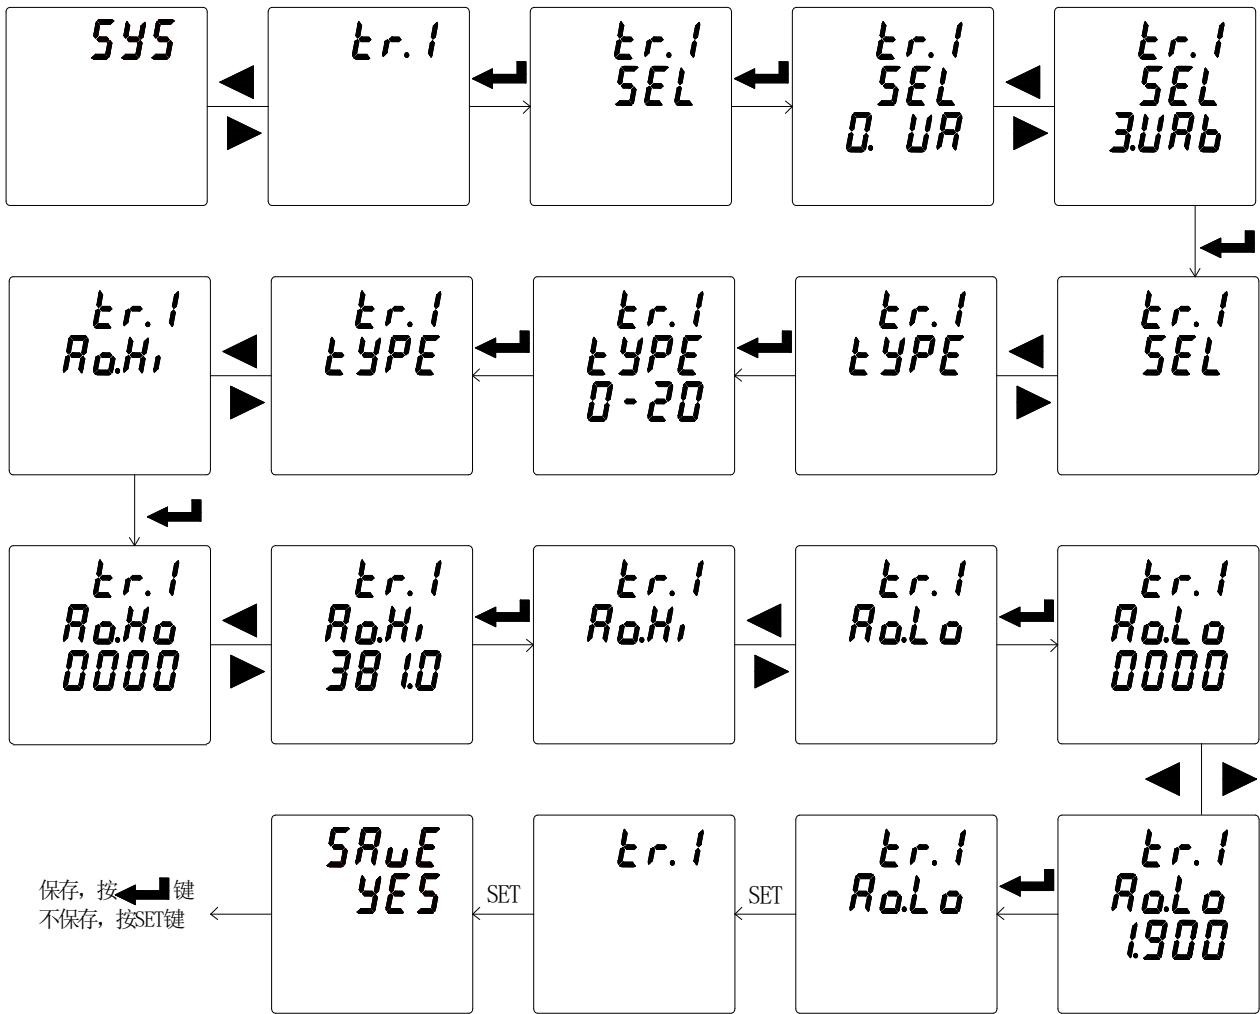 SYS
tr.1
tr.1
SEL
tr.1
SEL
0. UA
tr.1
SEL
3.UAb
tr.1
Ao.Hi
tr.1
tYPE
tr.1
tYPE
0-20
tr.1
tYPE
tr.1
SEL
tr.1
Ao.Ho
0000
tr.1
Ao.Hi
381.0
tr.1
Ao.Hi
tr.1
Ao.Lo
tr.1
Ao.Lo
0000
保存，按 键
不保存，按SET键
SAvE
YES
SET
tr.1
SET
tr.1
Ao.Lo
tr.1
Ao.Lo
1.900